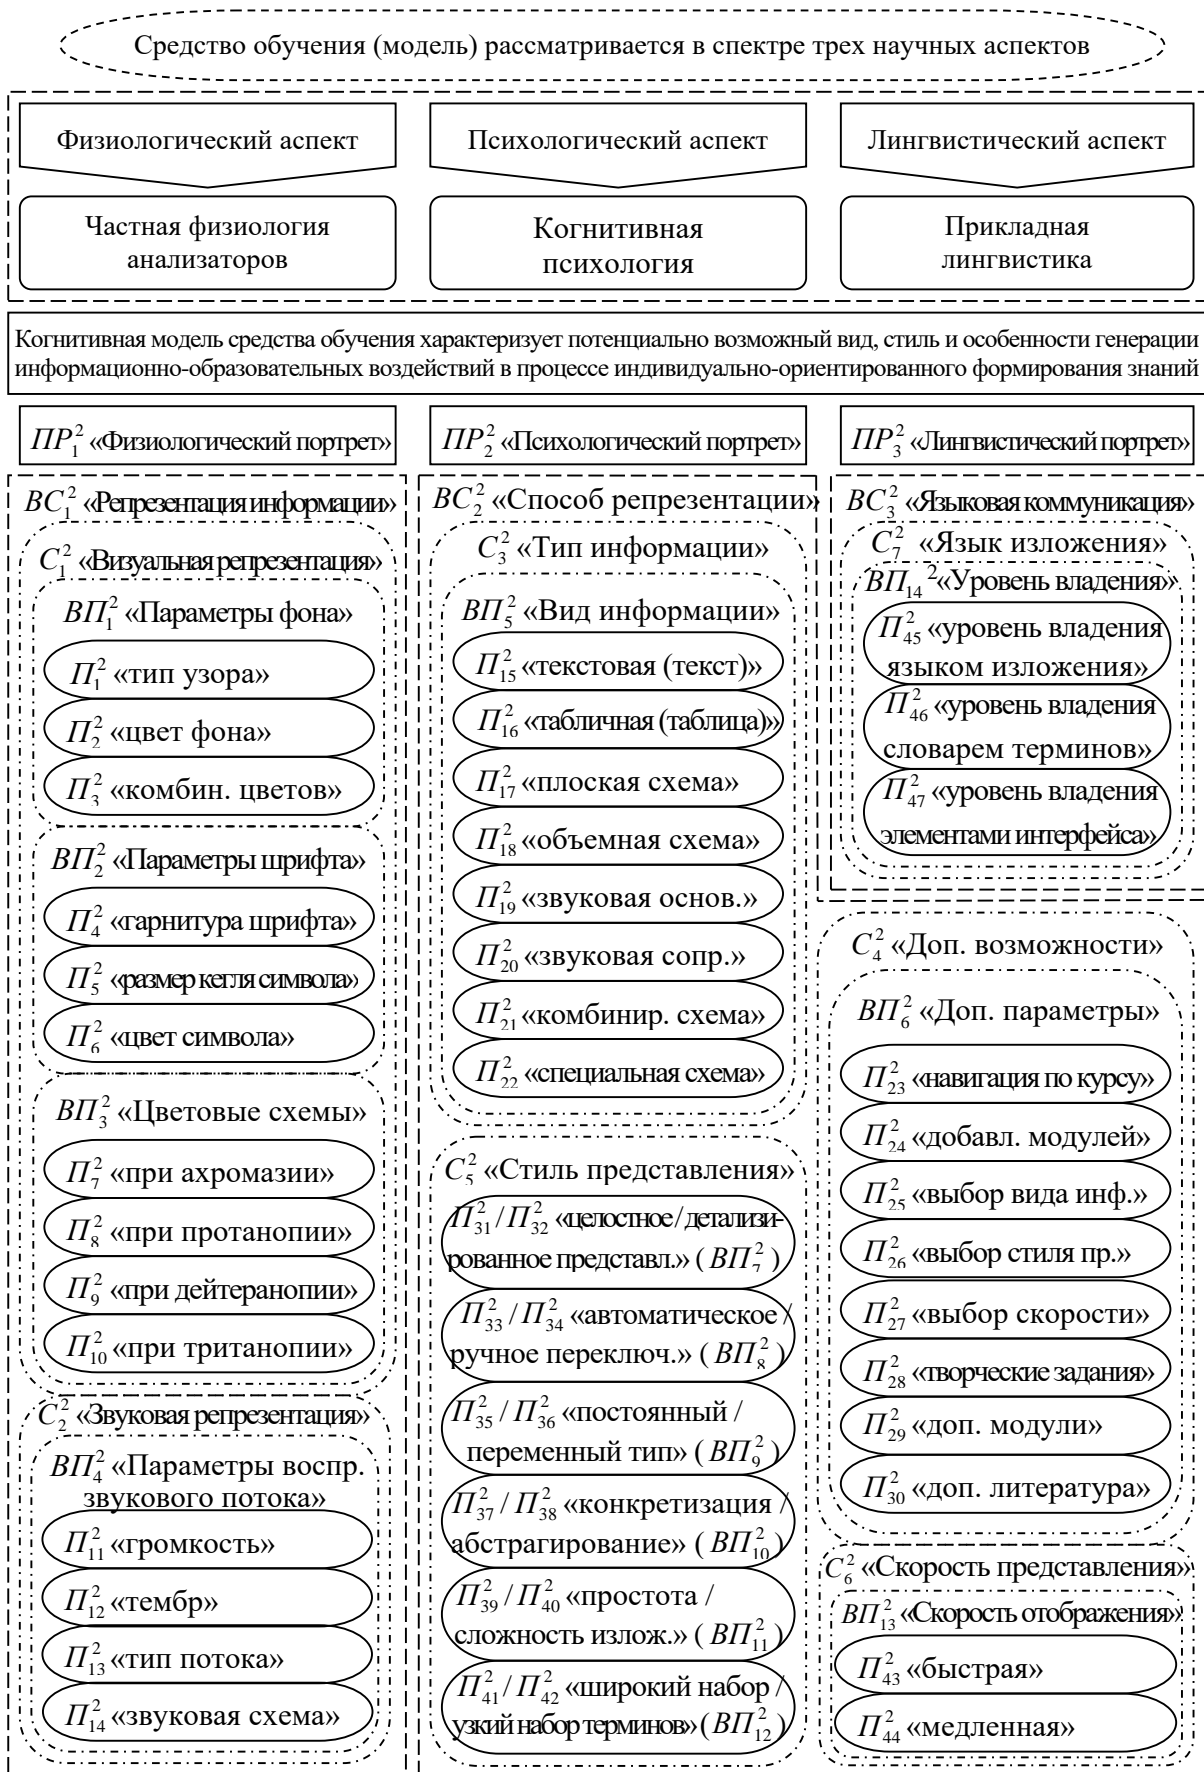 Средство обучения (модель) рассматривается в спектре трех научных аспектов
Физиологический аспект
Частная физиология
анализаторов
Психологический аспект
Когнитивная
психология
Лингвистический аспект
Прикладная
лингвистика
Когнитивная модель средства обучения характеризует потенциально возможный вид, стиль и особенности генерации
информационно-образовательных воздействий в процессе индивидуально-ориентированного формирования знаний
ПР₁² «Физиологический портрет»
ВС₁² «Репрезентация информации»
С₁² «Визуальная репрезентация»
ВП₁² «Параметры фона»
П₁² «тип узора»
П₂² «цвет фона»
П₃² «комбин. цветов»
ВП₂² «Параметры шрифта»
П₄² «гарнитура шрифта»
П₅² «размер кегля символа»
П₆² «цвет символа»
ВП₃² «Цветовые схемы»
П₇² «при ахромазии»
П₈² «при протанопии»
П₉² «при дейтеранопии»
П₁₀² «при тританопии»
С₂² «Звуковая репрезентация»
ВП₄² «Параметры воспр.
звукового потока»
П₁₁² «громкость»
П₁₂² «тембр»
П₁₃² «тип потока»
П₁₄² «звуковая схема»
ПР₂² «Психологический портрет»
ВС₂² «Способ репрезентации»
С₃² «Тип информации»
ВП₅² «Вид информации»
П₁₅² «текстовая (текст)»
П₁₆² «табличная (таблица)»
П₁₇² «плоская схема»
П₁₈² «объемная схема»
П₁₉² «звуковая основ.»
П₂₀² «звуковая сопр.»
П₂₁² «комбинир. схема»
П₂₂² «специальная схема»
С₅² «Стиль представления»
П₃₁² / П₃₂² «целостное / детализи-
рованное представл.» ( ВП₇² )
П₃₃² / П₃₄² «автоматическое /
ручное переключ.» ( ВП₈² )
П₃₅² / П₃₆² «постоянный /
переменный тип» ( ВП₉² )
П₃₇² / П₃₈² «конкретизация /
абстрагирование» ( ВП₁₀² )
П₃₉² / П₄₀² «простота /
сложность излож.» ( ВП₁₁² )
П₄₁² / П₄₂² «широкий набор /
узкий набор терминов» ( ВП₁₂² )
ПР₃² «Лингвистический портрет»
ВС₃² «Языковая коммуникация»
С₇² «Язык изложения»
ВП₁₄² «Уровень владения»
П₄₅² «уровень владения
языком изложения»
П₄₆² «уровень владения
словарем терминов»
П₄₇² «уровень владения
элементами интерфейса»
С₄² «Доп. возможности»
ВП₆² «Доп. параметры»
П₂₃² «навигация по курсу»
П₂₄² «добавл. модулей»
П₂₅² «выбор вида инф.»
П₂₆² «выбор стиля пр.»
П₂₇² «выбор скорости»
П₂₈² «творческие задания»
П₂₉² «доп. модули»
П₃₀² «доп. литература»
С₆² «Скорость представления»
ВП₁₃² «Скорость отображения»
П₄₃² «быстрая»
П₄₄² «медленная»